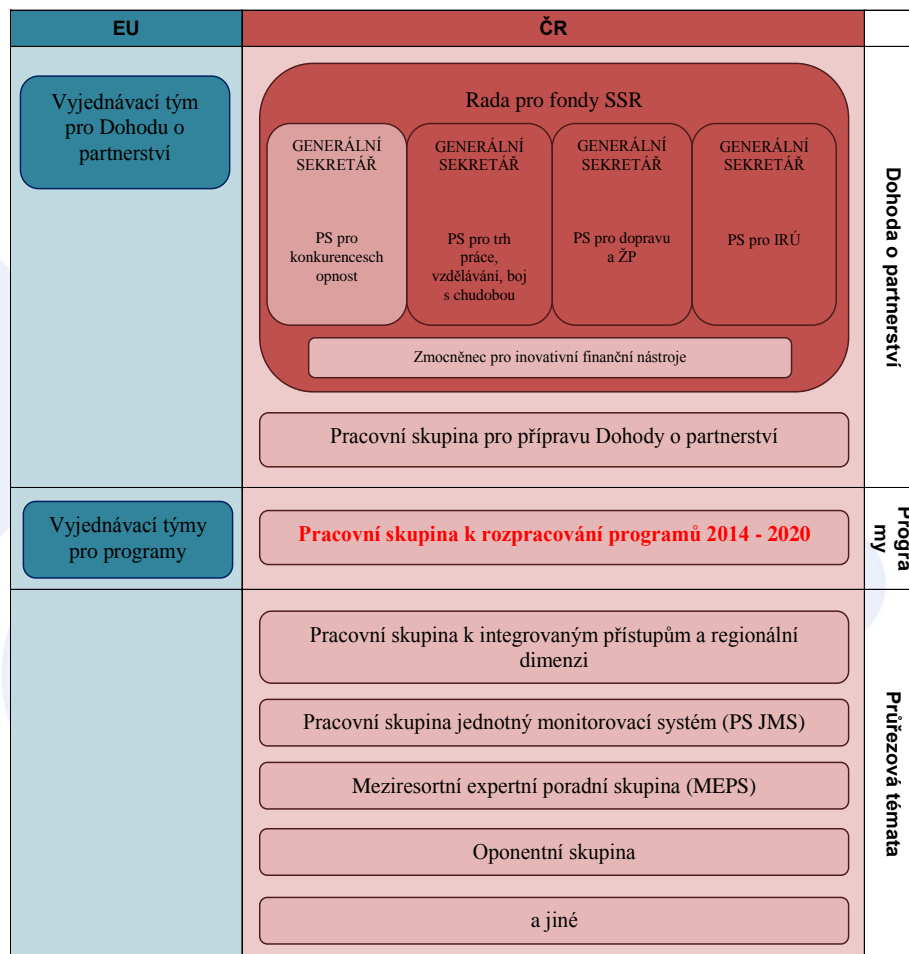 EU
ČR
Vyjednávací tým
pro Dohodu o
partnerství
Rada pro fondy SSR
GENERÁLNÍ
SEKRETÁŘ
PS pro
konkurencesch
opnost
GENERÁLNÍ
SEKRETÁŘ
PS pro trh
práce,
vzdělávání, boj
s chudobou
GENERÁLNÍ
SEKRETÁŘ
PS pro dopravu
a ŽP
GENERÁLNÍ
SEKRETÁŘ
PS pro IRÚ
Zmocněnec pro inovativní finanční nástroje
Pracovní skupina pro přípravu Dohody o partnerství
Dohoda o partnerství
Vyjednávací týmy
pro programy
Pracovní skupina k rozpracování programů 2014 - 2020
Progra
my
Pracovní skupina k integrovaným přístupům a regionální
dimenzi
Pracovní skupina jednotný monitorovací systém (PS JMS)
Meziresortní expertní poradní skupina (MEPS)
Oponentní skupina
a jiné
Průřezová témata